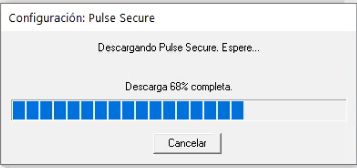 Configuración: Pulse Secure
Descargando Pulse Secure. Espere...
Descarga 68% completa.
Cancelar